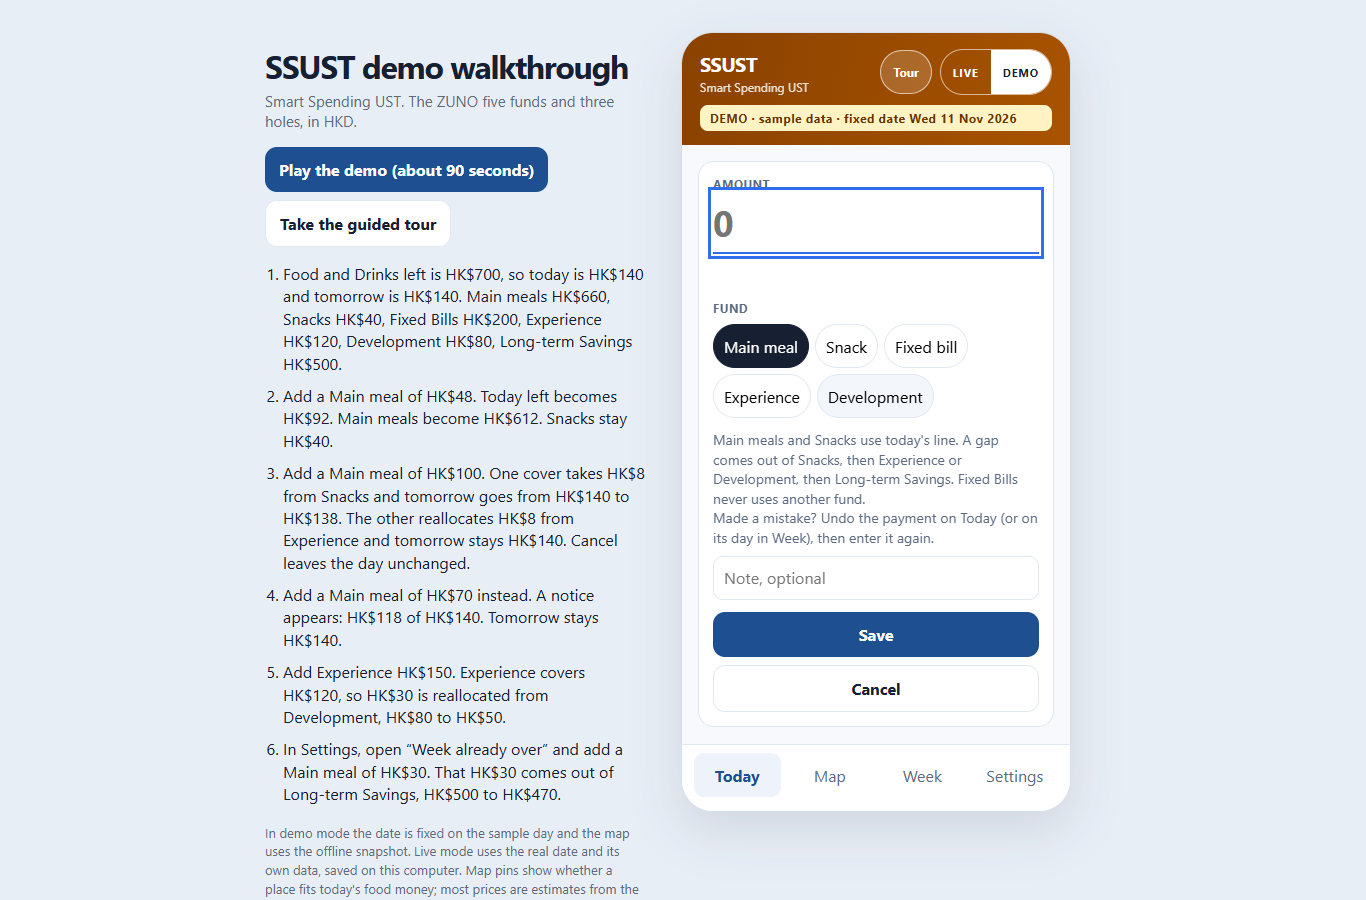 SSUST demo walkthrough
Smart Spending UST. The ZUNO five funds and three
holes, in HKD.
Play the demo (about 90 seconds)
Take the guided tour
1. Food and Drinks left is HK$700, so today is HK$140
and tomorrow is HK$140. Main meals HK$660,
Snacks HK$40, Fixed Bills HK$200, Experience
HK$120, Development HK$80, Long-term Savings
HK$500.
2. Add a Main meal of HK$48. Today left becomes
HK$92. Main meals become HK$612. Snacks stay
HK$40.
3. Add a Main meal of HK$100. One cover takes HK$8
from Snacks and tomorrow goes from HK$140 to
HK$138. The other reallocates HK$8 from
Experience and tomorrow stays HK$140. Cancel
leaves the day unchanged.
4. Add a Main meal of HK$70 instead. A notice
appears: HK$118 of HK$140. Tomorrow stays
HK$140.
5. Add Experience HK$150. Experience covers
HK$120, so HK$30 is reallocated from
Development, HK$80 to HK$50.
6. In Settings, open “Week already over” and add a
Main meal of HK$30. That HK$30 comes out of
Long-term Savings, HK$500 to HK$470.
In demo mode the date is fixed on the sample day and the map
uses the offline snapshot. Live mode uses the real date and its
own data, saved on this computer. Map pins show whether a
place fits today's food money; most prices are estimates from the
SSUST
Smart Spending UST
Tour
LIVE
DEMO
DEMO · sample data · fixed date Wed 11 Nov 2026
AMOUNT
0
FUND
Main meal
Snack
Fixed bill
Experience
Development
Main meals and Snacks use today's line. A gap
comes out of Snacks, then Experience or
Development, then Long-term Savings. Fixed Bills
never uses another fund.
Made a mistake? Undo the payment on Today (or on
its day in Week), then enter it again.
Note, optional
Save
Cancel
Today
Map
Week
Settings